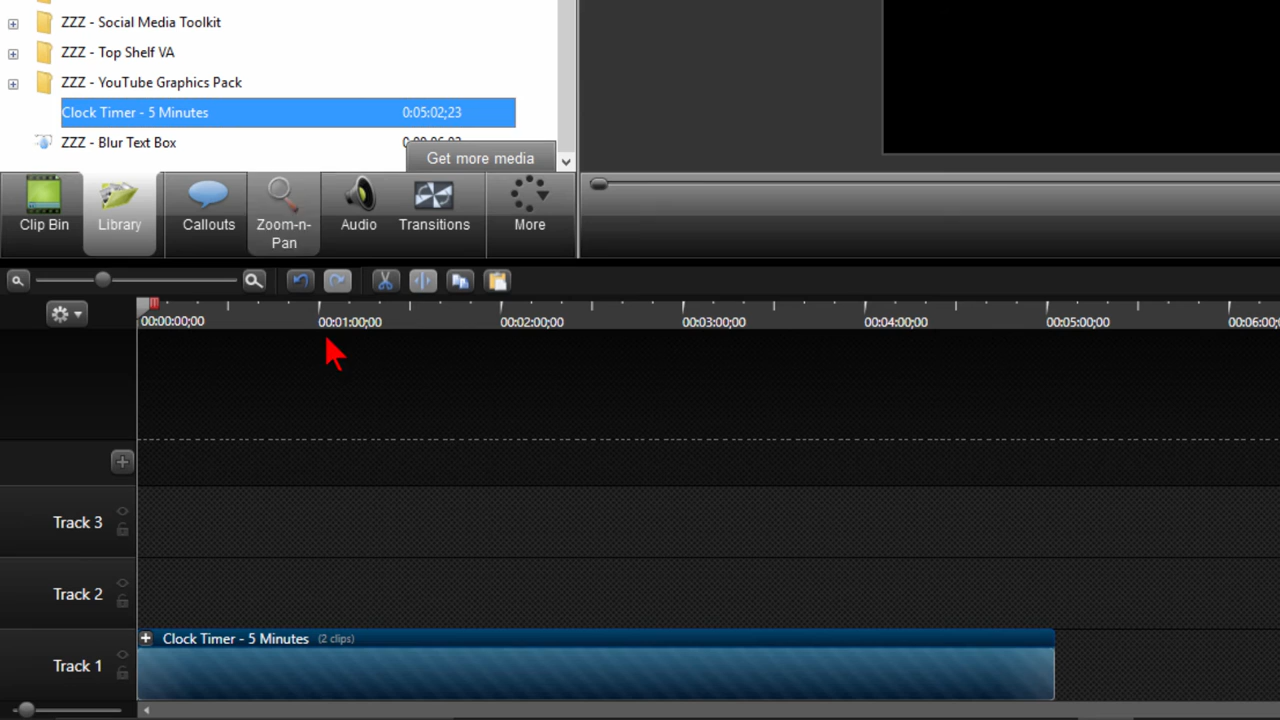 ZZZ - Social Media Toolkit
ZZZ - Top Shelf VA
ZZZ - YouTube Graphics Pack
Clock Timer - 5 Minutes 0:05:02;23
ZZZ - Blur Text Box
Get more media
Clip Bin Library Callouts Zoom-n-Pan Audio Transitions More
00:00:00;00 00:01:00;00 00:02:00;00 00:03:00;00 00:04:00;00 00:05:00;00 00:06:00;
Track 3
Track 2
Clock Timer - 5 Minutes (2 clips)
Track 1